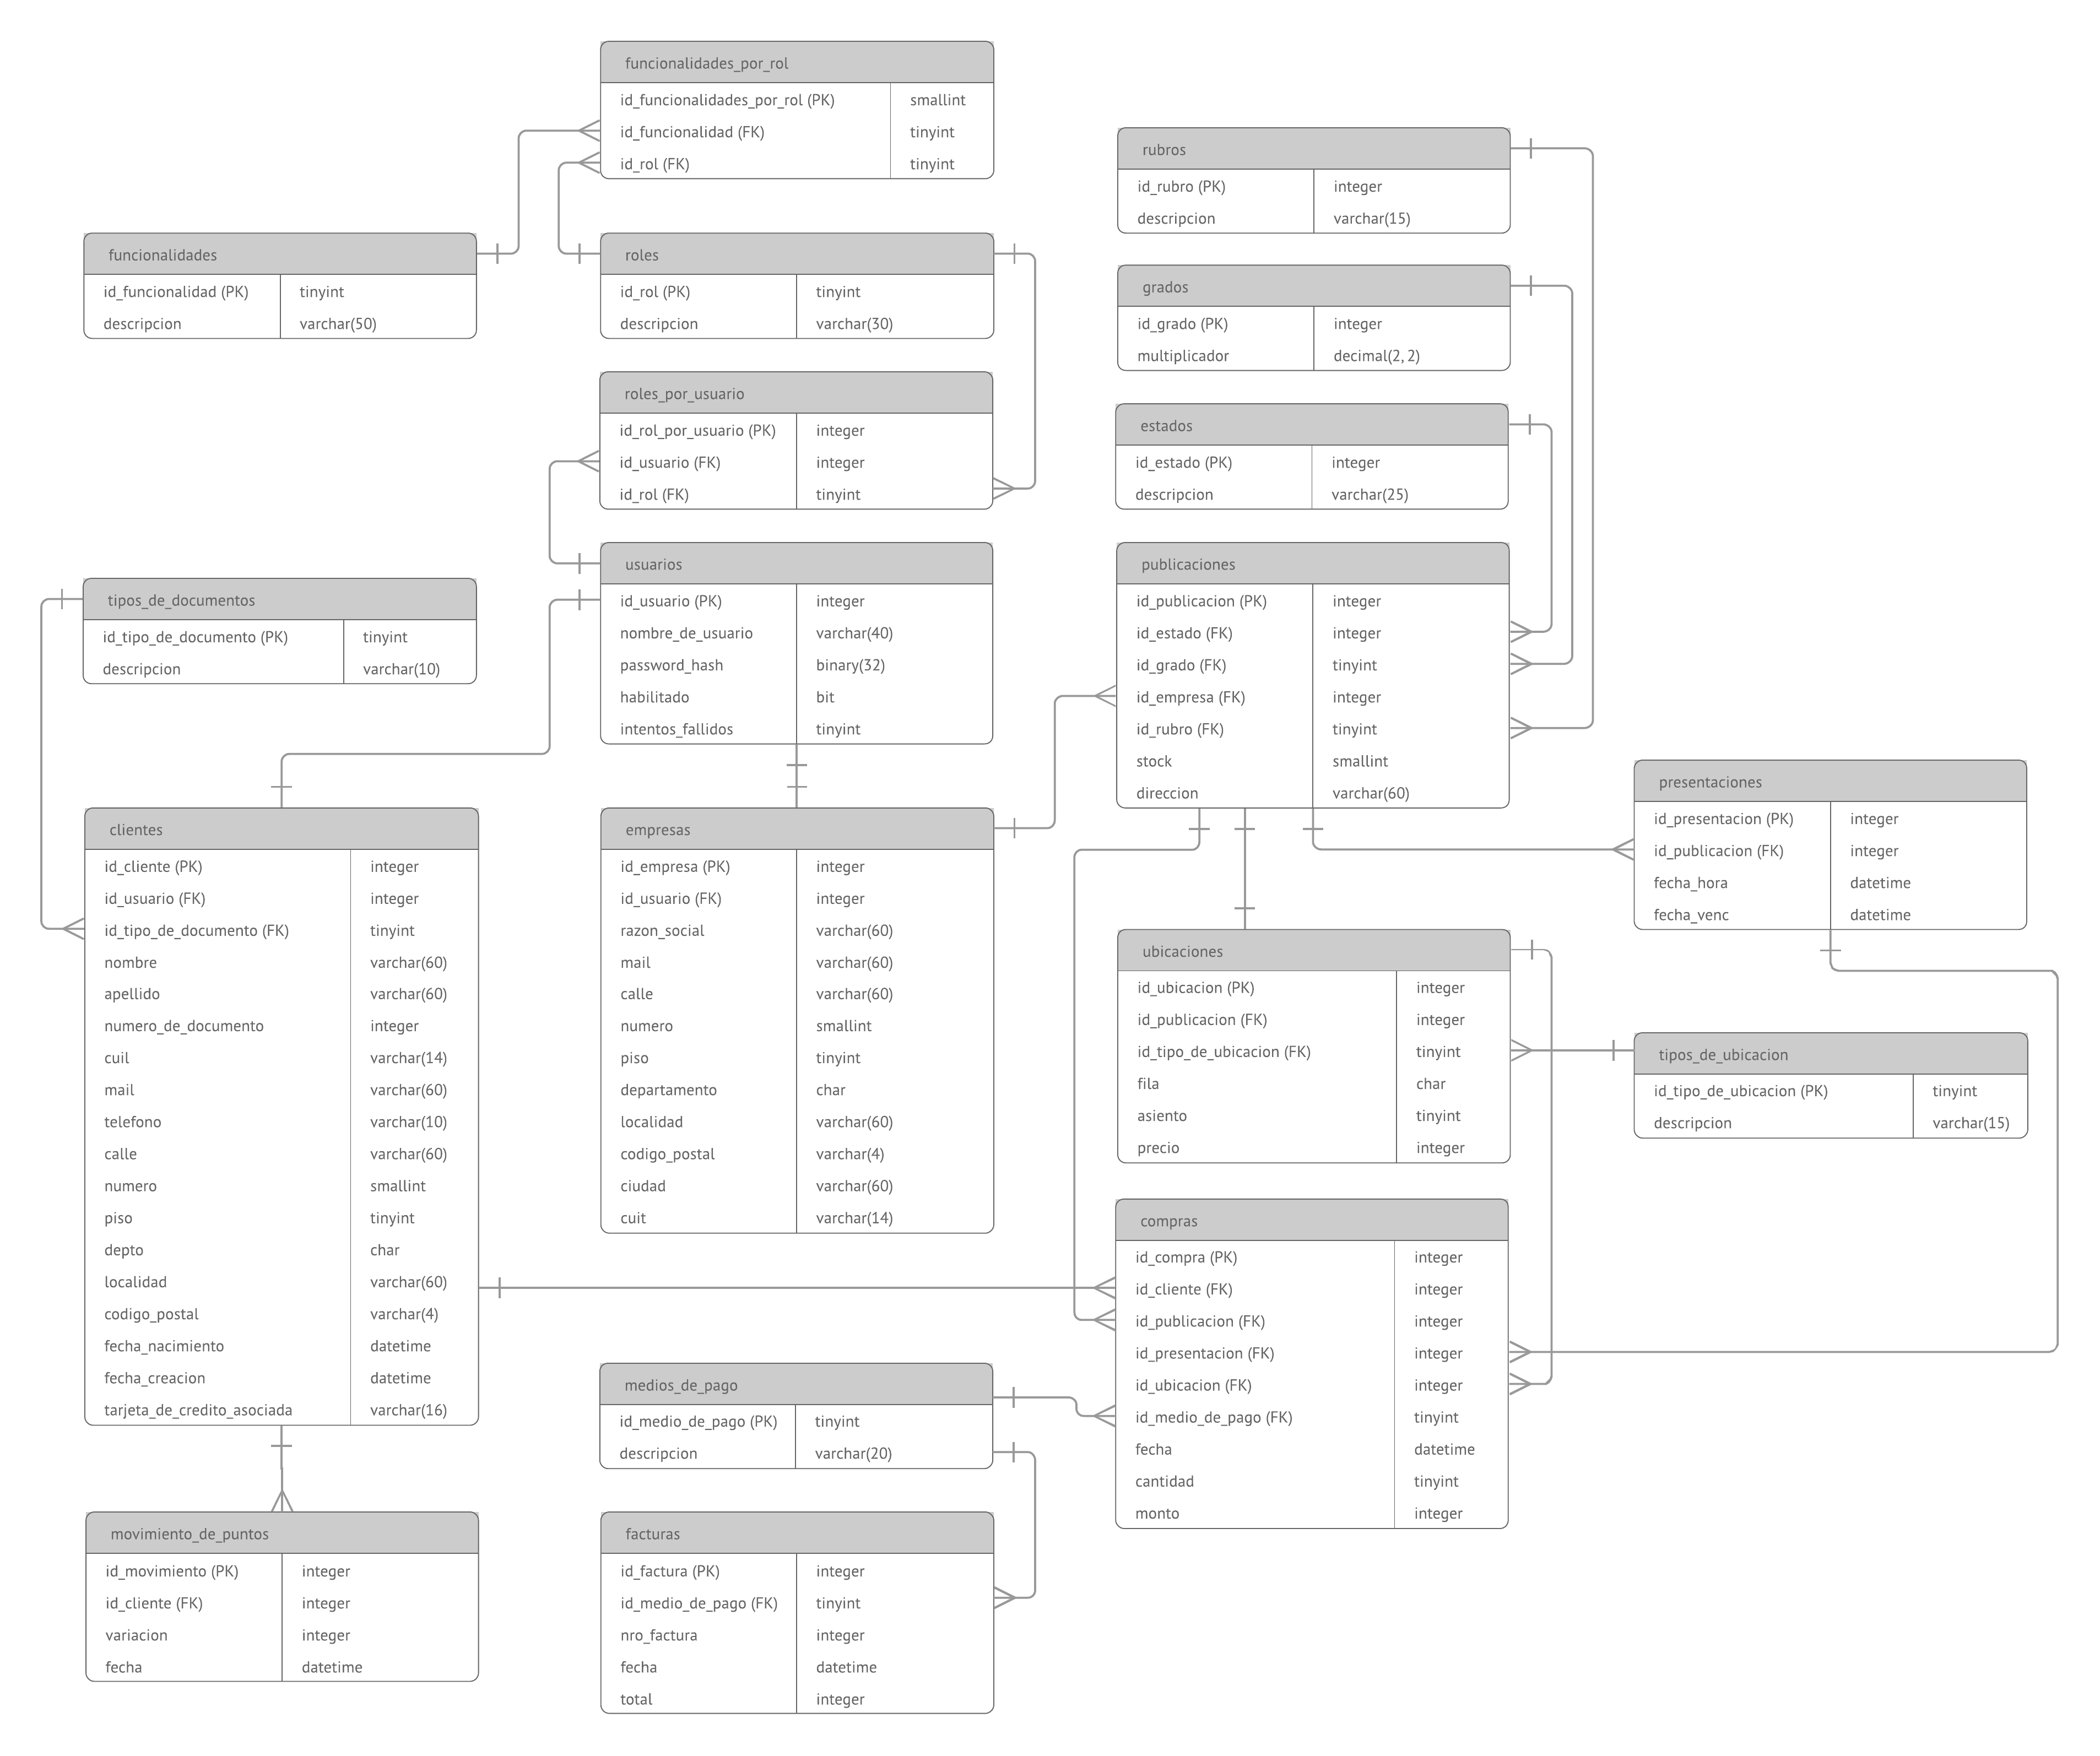 funcionalidades_por_rol
id_funcionalidades_por_rol (PK) smallint
id_funcionalidad (FK) tinyint
id_rol (FK) tinyint
funcionalidades
id_funcionalidad (PK) tinyint
descripcion varchar(50)
roles
id_rol (PK) tinyint
descripcion varchar(30)
roles_por_usuario
id_rol_por_usuario (PK) integer
id_usuario (FK) integer
id_rol (FK) tinyint
tipos_de_documentos
id_tipo_de_documento (PK) tinyint
descripcion varchar(10)
usuarios
id_usuario (PK) integer
nombre_de_usuario varchar(40)
password_hash binary(32)
habilitado bit
intentos_fallidos tinyint
clientes
id_cliente (PK) integer
id_usuario (FK) integer
id_tipo_de_documento (FK) tinyint
nombre varchar(60)
apellido varchar(60)
numero_de_documento integer
cuil varchar(14)
mail varchar(60)
telefono varchar(10)
calle varchar(60)
numero smallint
piso tinyint
depto char
localidad varchar(60)
codigo_postal varchar(4)
fecha_nacimiento datetime
fecha_creacion datetime
tarjeta_de_credito_asociada varchar(16)
movimiento_de_puntos
id_movimiento (PK) integer
id_cliente (FK) integer
variacion integer
fecha datetime
empresas
id_empresa (PK) integer
id_usuario (FK) integer
razon_social varchar(60)
mail varchar(60)
calle varchar(60)
numero smallint
piso tinyint
departamento char
localidad varchar(60)
codigo_postal varchar(4)
ciudad varchar(60)
cuit varchar(14)
medios_de_pago
id_medio_de_pago (PK) tinyint
descripcion varchar(20)
facturas
id_factura (PK) integer
id_medio_de_pago (FK) tinyint
nro_factura integer
fecha datetime
total integer
rubros
id_rubro (PK) integer
descripcion varchar(15)
grados
id_grado (PK) integer
multiplicador decimal(2, 2)
estados
id_estado (PK) integer
descripcion varchar(25)
publicaciones
id_publicacion (PK) integer
id_estado (FK) integer
id_grado (FK) tinyint
id_empresa (FK) integer
id_rubro (FK) tinyint
stock smallint
direccion varchar(60)
presentaciones
id_presentacion (PK) integer
id_publicacion (FK) integer
fecha_hora datetime
fecha_venc datetime
ubicaciones
id_ubicacion (PK) integer
id_publicacion (FK) integer
id_tipo_de_ubicacion (FK) tinyint
fila char
asiento tinyint
precio integer
tipos_de_ubicacion
id_tipo_de_ubicacion (PK) tinyint
descripcion varchar(15)
compras
id_compra (PK) integer
id_cliente (FK) integer
id_publicacion (FK) integer
id_presentacion (FK) integer
id_ubicacion (FK) integer
id_medio_de_pago (FK) tinyint
fecha datetime
cantidad tinyint
monto integer